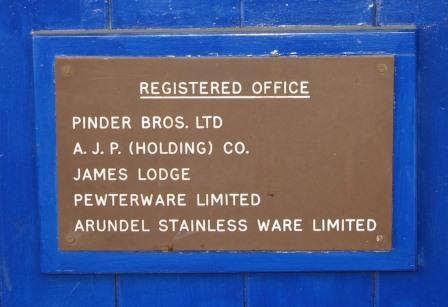 REGISTERED OFFICE
PINDER BROS. LTD
A. J. P. (HOLDING) CO.
JAMES LODGE
PEWTERWARE LIMITED
ARUNDEL STAINLESS WARE LIMITED